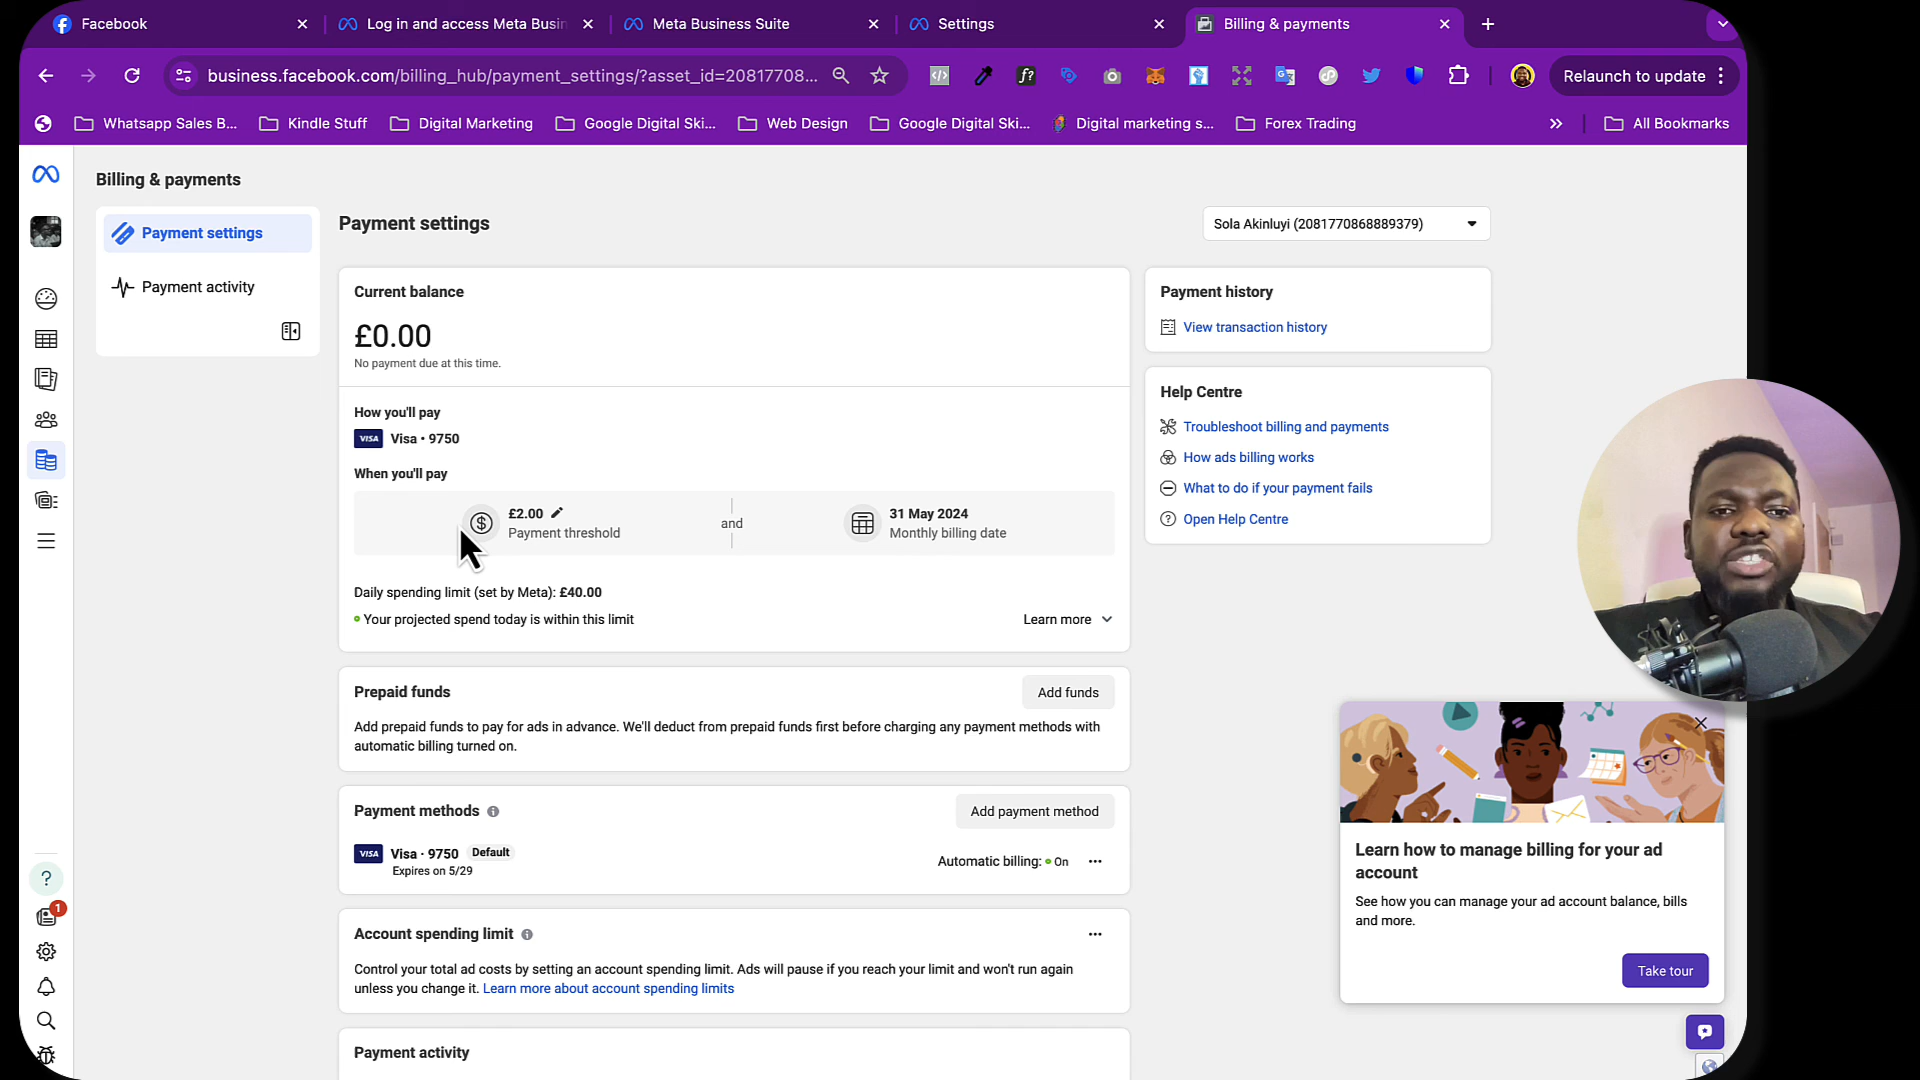 Facebook
Log in and access Meta Busin
Meta Business Suite
Settings
Billing & payments
business.facebook.com/billing_hub/payment_settings/?asset_id=20817708...
Relaunch to update
Whatsapp Sales B...
Kindle Stuff
Digital Marketing
Google Digital Ski...
Web Design
Google Digital Ski...
Digital marketing s...
Forex Trading
All Bookmarks
Billing & payments
Payment settings
Payment activity
Payment settings
Sola Akinluyi (2081770868889379)
Current balance
£0.00
No payment due at this time.
How you'll pay
VISA Visa • 9750
When you'll pay
£2.00
Payment threshold
and
31 May 2024
Monthly billing date
Daily spending limit (set by Meta): £40.00
Your projected spend today is within this limit
Learn more
Prepaid funds
Add funds
Add prepaid funds to pay for ads in advance. We'll deduct from prepaid funds first before charging any payment methods with
automatic billing turned on.
Payment methods
Add payment method
VISA Visa · 9750 Default
Expires on 5/29
Automatic billing: On
Account spending limit
Control your total ad costs by setting an account spending limit. Ads will pause if you reach your limit and won't run again
unless you change it. Learn more about account spending limits
Payment activity
Payment history
View transaction history
Help Centre
Troubleshoot billing and payments
How ads billing works
What to do if your payment fails
Open Help Centre
Learn how to manage billing for your ad
account
See how you can manage your ad account balance, bills
and more.
Take tour
1